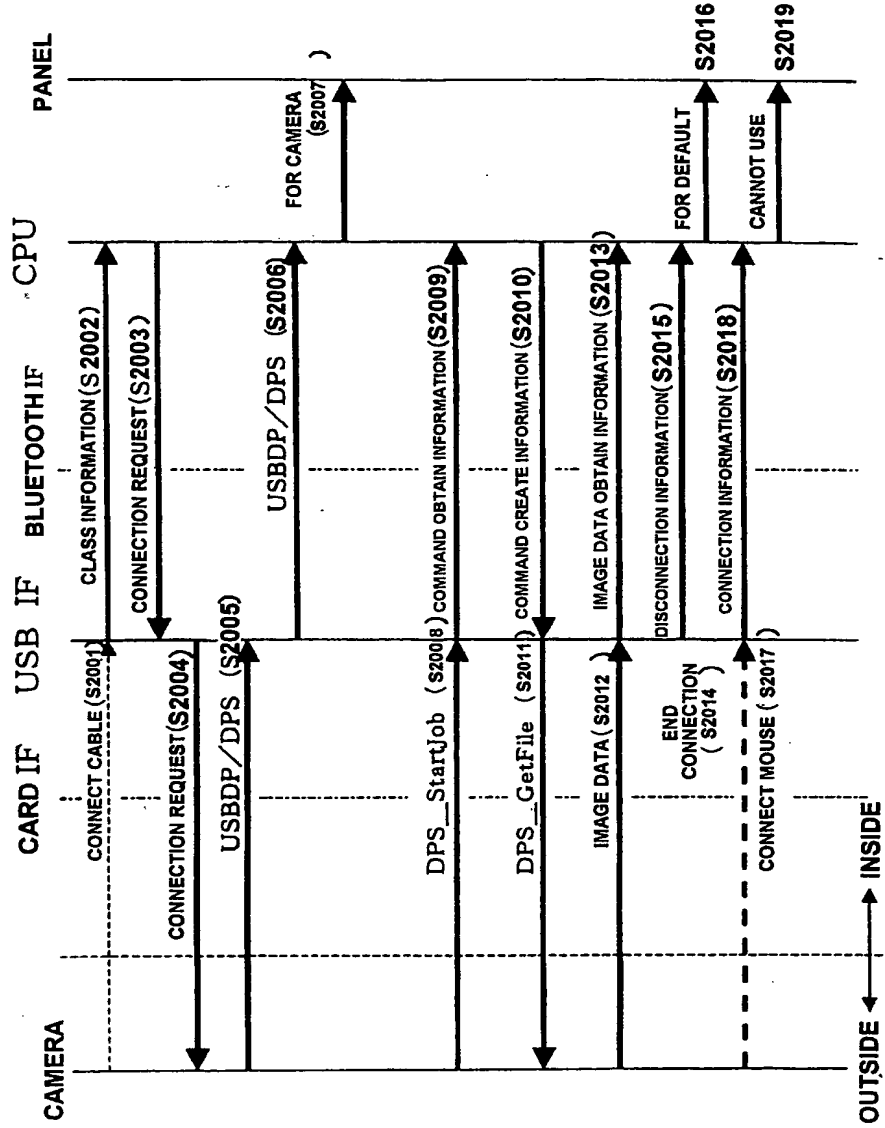 CAMERA
CARD IF
USB IF
BLUETOOTH IF
CPU
PANEL
CONNECT CABLE (S2001)
CLASS INFORMATION (S2002)
CONNECTION REQUEST (S2003)
CONNECTION REQUEST (S2004)
USBDP/DPS (S2005)
USBDP/DPS (S2006)
FOR CAMERA
(S2007)
DPS_StartJob (S2008)
COMMAND OBTAIN INFORMATION (S2009)
COMMAND CREATE INFORMATION (S2010)
DPS_GetFile (S2011)
IMAGE DATA (S2012)
IMAGE DATA OBTAIN INFORMATION (S2013)
END
CONNECTION
(S2014)
DISCONNECTION INFORMATION (S2015)
FOR DEFAULT
S2016
CONNECT MOUSE (S2017)
CONNECTION INFORMATION (S2018)
CANNOT USE
S2019
OUTSIDE
INSIDE